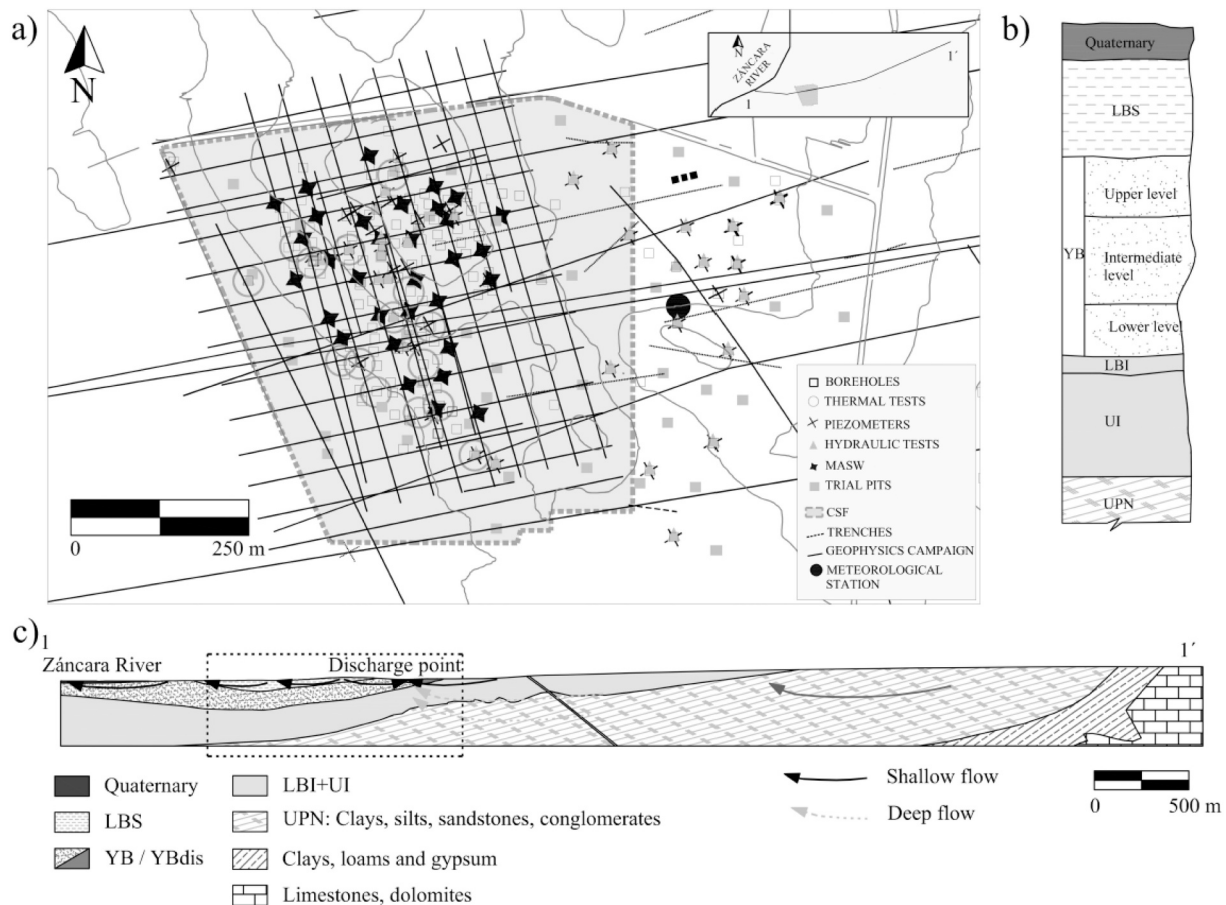 a)
N
N
ZÁNCARA
RIVER
1
1´
BOREHOLES
THERMAL TESTS
PIEZOMETERS
HYDRAULIC TESTS
MASW
TRIAL PITS
CSF
TRENCHES
GEOPHYSICS CAMPAIGN
METEOROLOGICAL
STATION
0 250 m
b)
Quaternary
LBS
Upper level
YB
Intermediate
level
Lower level
LBI
UI
UPN
c)
1 1´
Záncara River Discharge point
Quaternary LBI+UI
LBS UPN: Clays, silts, sandstones, conglomerates
YB / YBdis Clays, loams and gypsum
Limestones, dolomites
Shallow flow
Deep flow
0 500 m